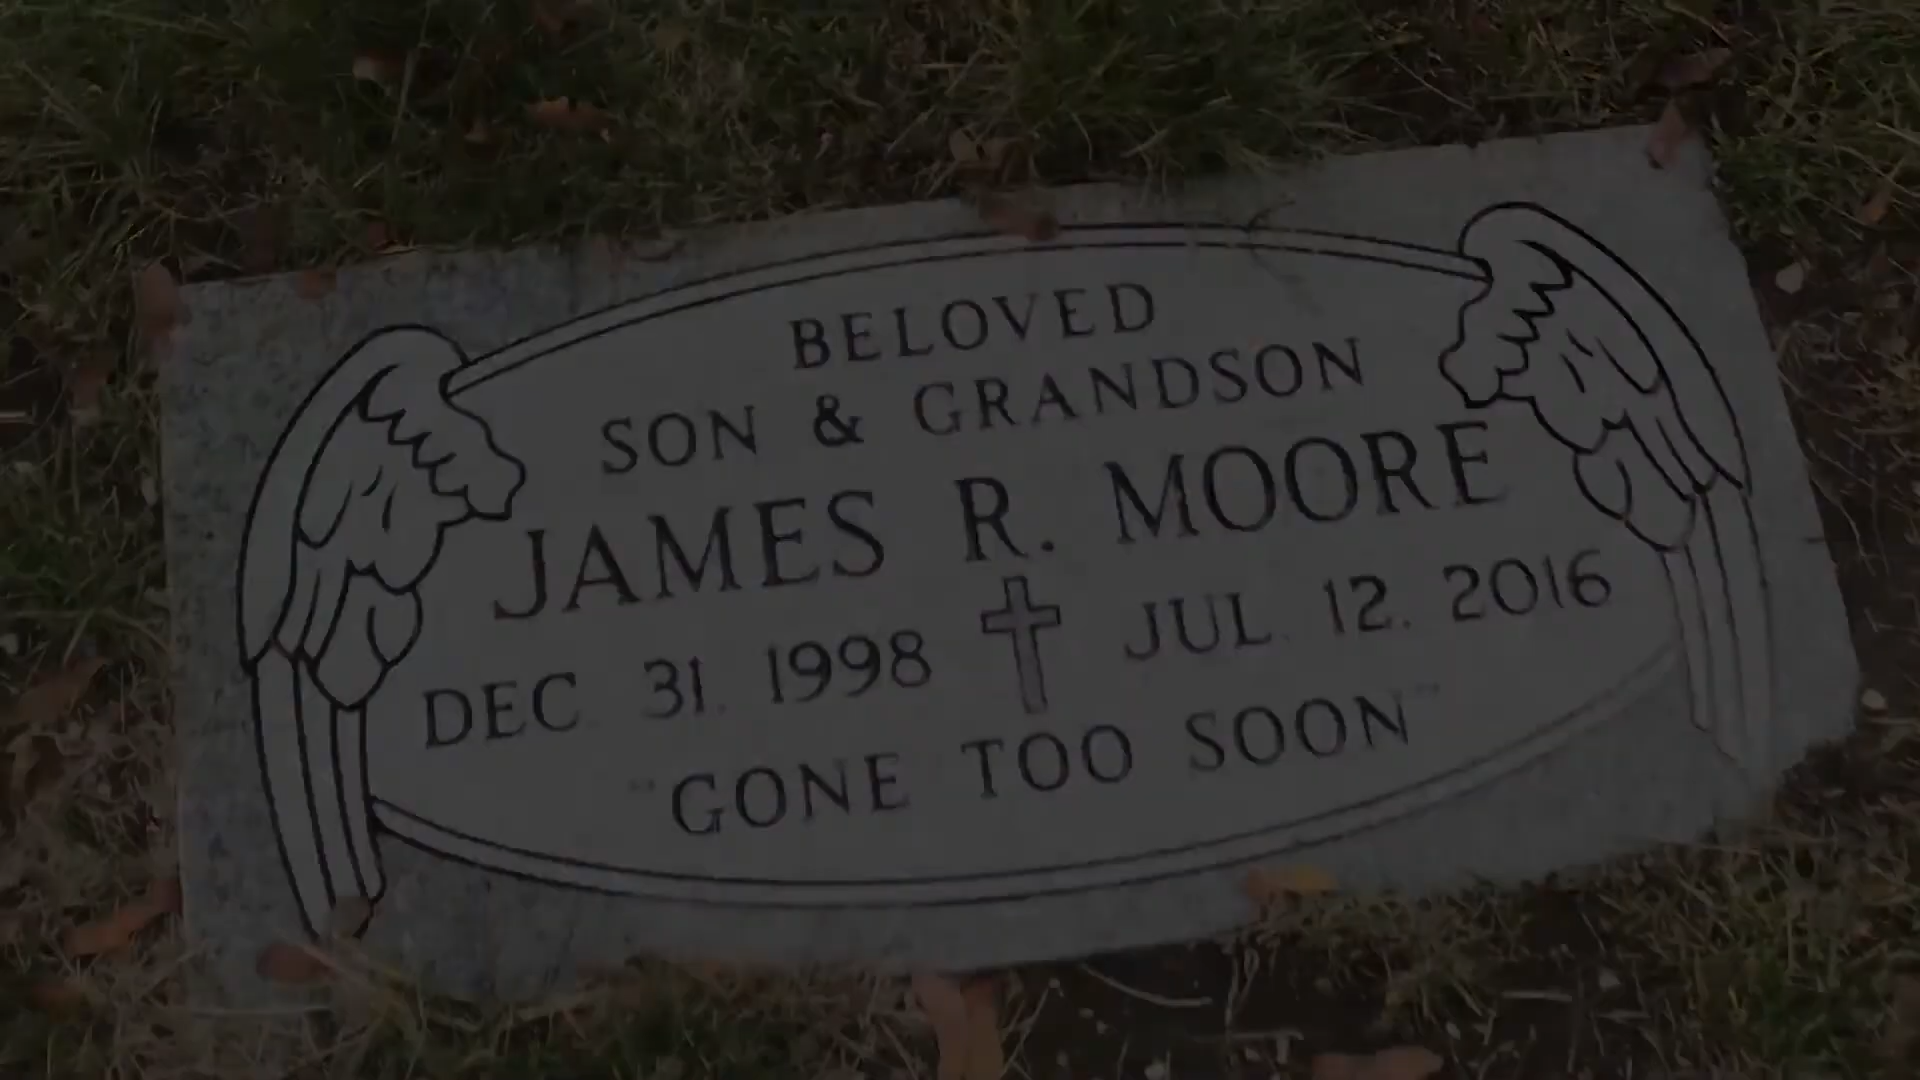 BELOVED
SON & GRANDSON
JAMES R. MOORE
DEC. 31, 1998 JUL. 12, 2016
"GONE TOO SOON"